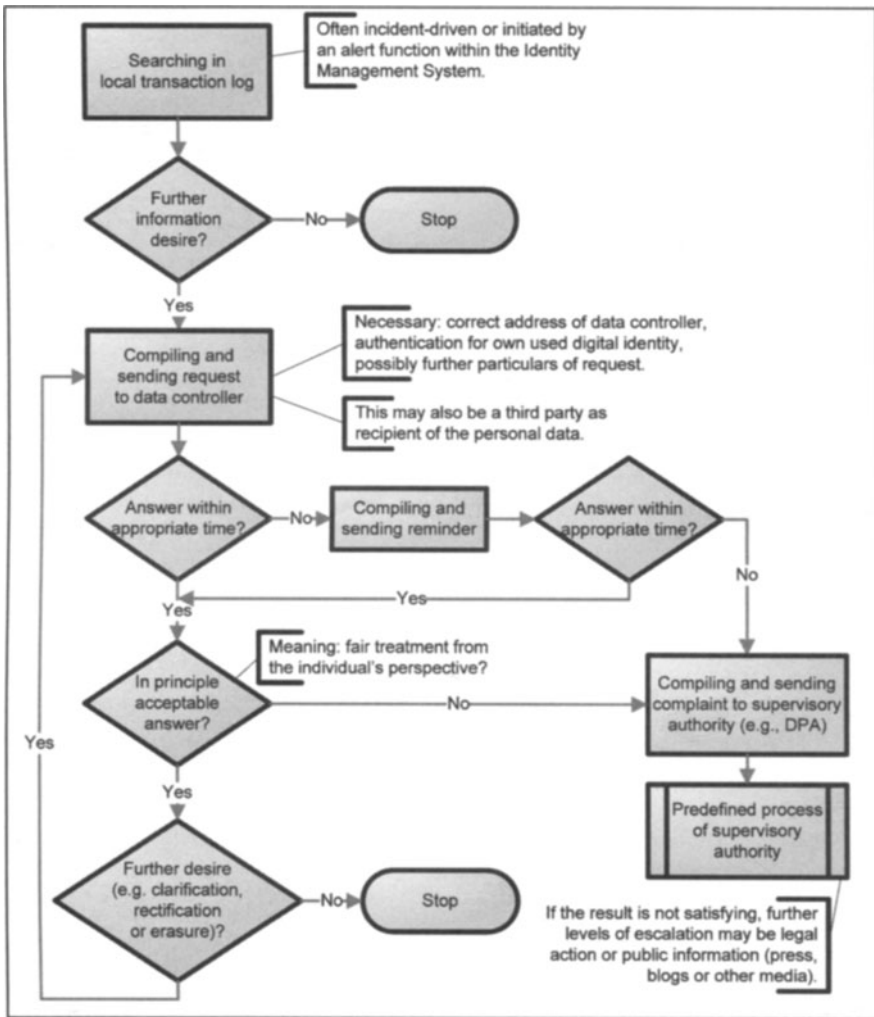 Searching in
local transaction log
Often incident-driven or initiated by
an alert function within the Identity
Management System.
Further
information
desire?
No
Stop
Yes
Compiling and
sending request
to data controller
Necessary: correct address of data controller,
authentication for own used digital identity,
possibly further particulars of request.
This may also be a third party as
recipient of the personal data.
Answer within
appropriate time?
No
Compiling and
sending reminder
Answer within
appropriate time?
No
Yes
Yes
Meaning: fair treatment from
the individual's perspective?
In principle
acceptable
answer?
No
Compiling and sending
complaint to supervisory
authority (e.g., DPA)
Yes
Yes
Predefined process
of supervisory
authority
Further desire
(e.g. clarification,
rectification
or erasure)?
No
Stop
If the result is not satisfying, further
levels of escalation may be legal
action or public information (press,
blogs or other media).